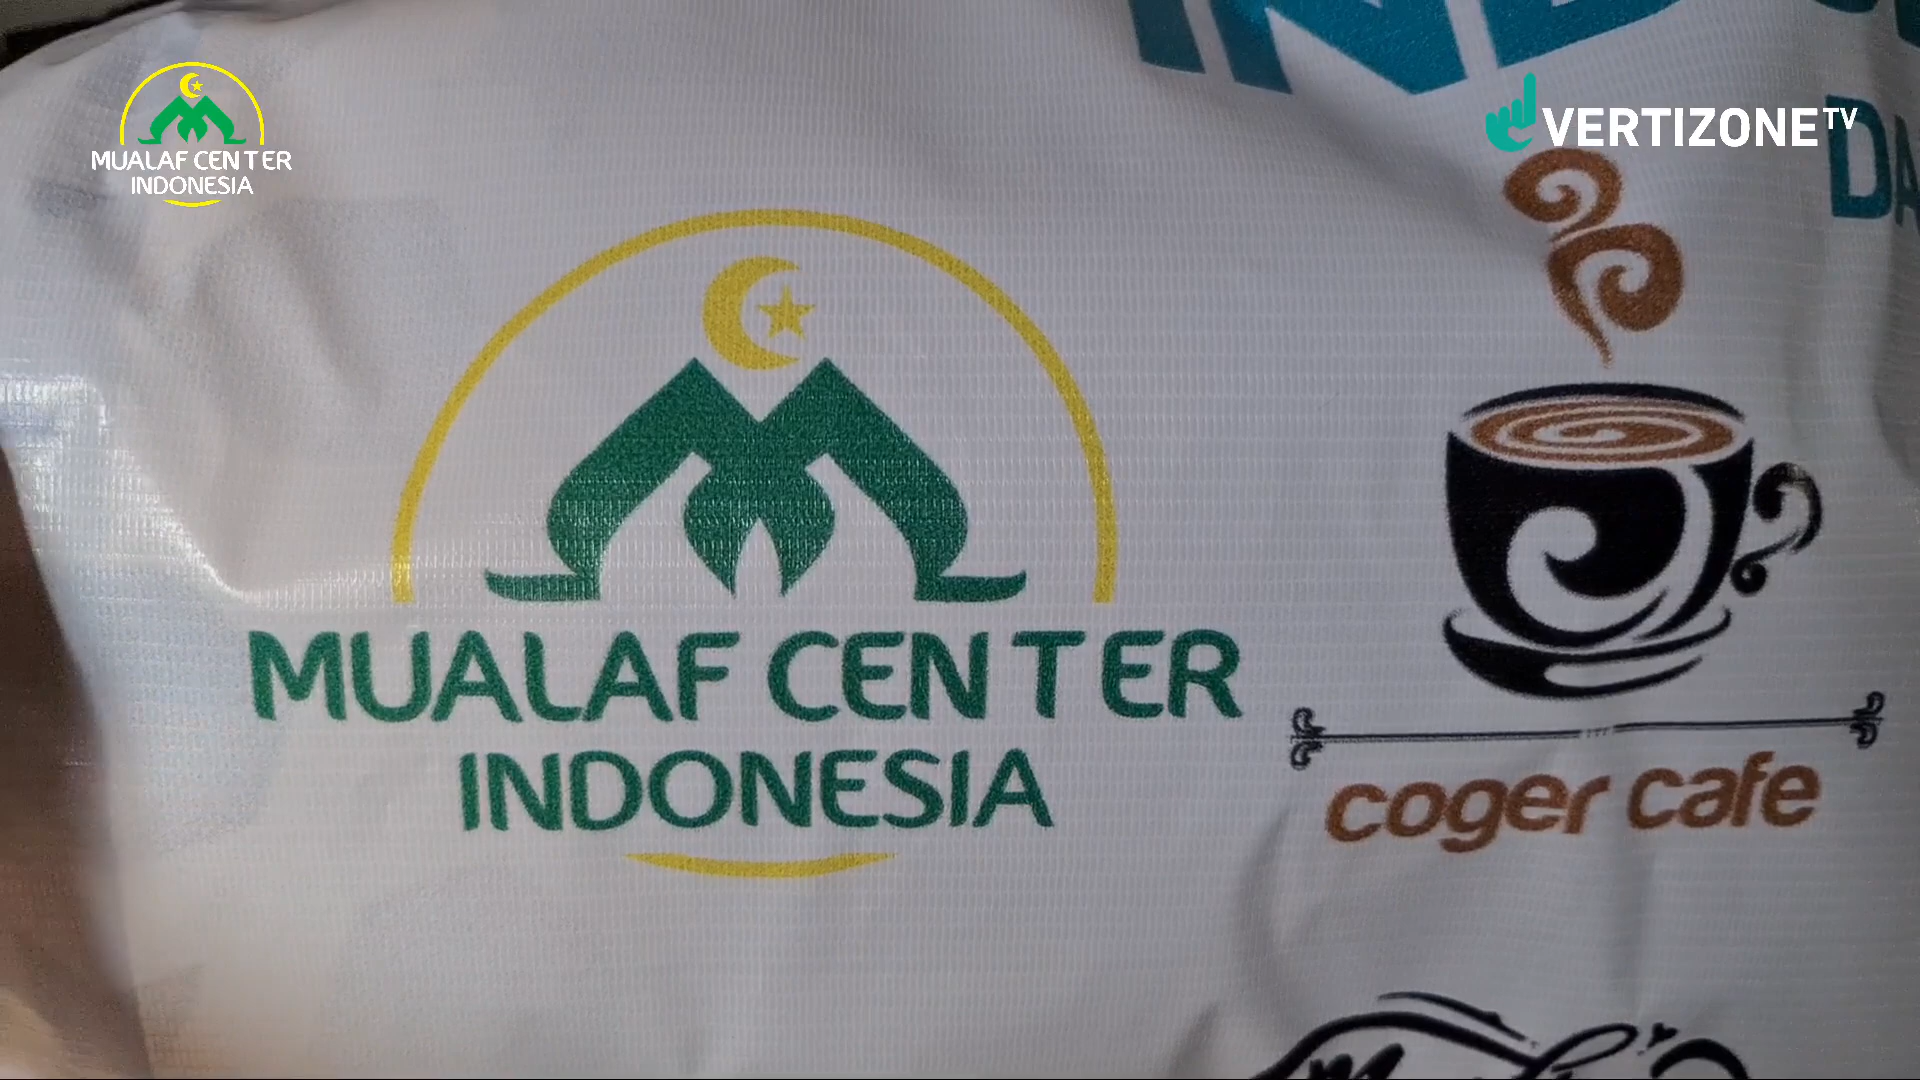 MUALAF CENTER
INDONESIA
VERTIZONE TV
MUALAF CENTER
INDONESIA
coger cafe